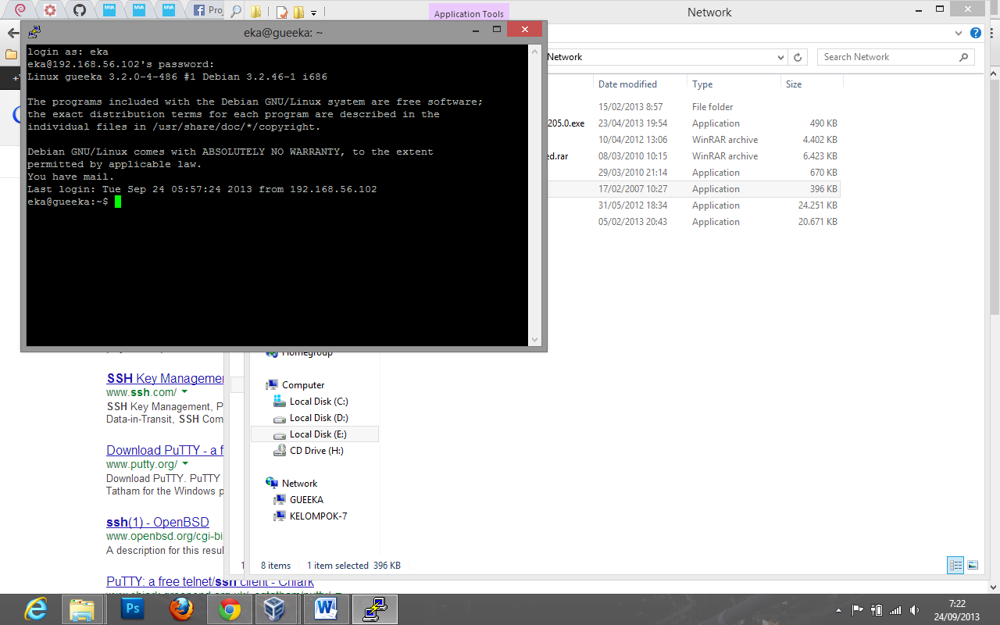 Proj
Application Tools
Network
eka@gueeka: ~
login as: eka
eka@192.168.56.102's password:
Linux gueeka 3.2.0-4-486 #1 Debian 3.2.46-1 i686
The programs included with the Debian GNU/Linux system are free software;
the exact distribution terms for each program are described in the
individual files in /usr/share/doc/*/copyright.
Debian GNU/Linux comes with ABSOLUTELY NO WARRANTY, to the extent
permitted by applicable law.
You have mail.
Last login: Tue Sep 24 05:57:24 2013 from 192.168.56.102
eka@gueeka:~$
Network
Search Network
Date modified Type Size
15/02/2013 8:57 File folder
205.0.exe 23/04/2013 19:54 Application 490 KB
10/04/2012 13:06 WinRAR archive 4.402 KB
ed.rar 08/03/2010 10:15 WinRAR archive 6.423 KB
29/03/2010 21:14 Application 670 KB
17/02/2007 10:27 Application 396 KB
31/05/2012 18:34 Application 24.251 KB
05/02/2013 20:43 Application 20.671 KB
Homegroup
Computer
Local Disk (C:)
Local Disk (D:)
Local Disk (E:)
CD Drive (H:)
Network
GUEEKA
KELOMPOK-7
8 items 1 item selected 396 KB
SSH Key Managemen
www.ssh.com/
SSH Key Management, P
Data-in-Transit, SSH Com
Download PuTTY - a f
www.putty.org/
Download PuTTY. PuTTY
Tatham for the Windows p
ssh(1) - OpenBSD
www.openbsd.org/cgi-bi
A description for this resul
PuTTY: a free telnet/ssh client - Chiark
7:22
24/09/2013